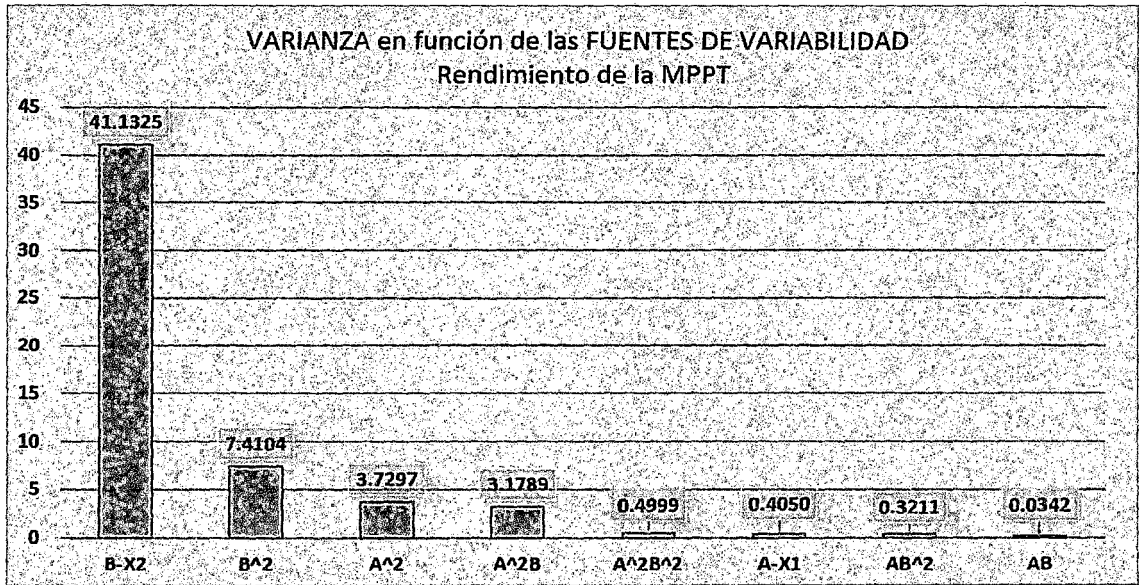 VARIANZA en función de las FUENTES DE VARIABILIDAD
Rendimiento de la MPPT
45
40
35
30
25
20
15
10
5
0
41.1325
7.4104
3.7297
3.1789
0.4999
0.4050
0.3211
0.0342
B-X2
B^2
A^2
A^2B
A^2B^2
A-X1
AB^2
AB